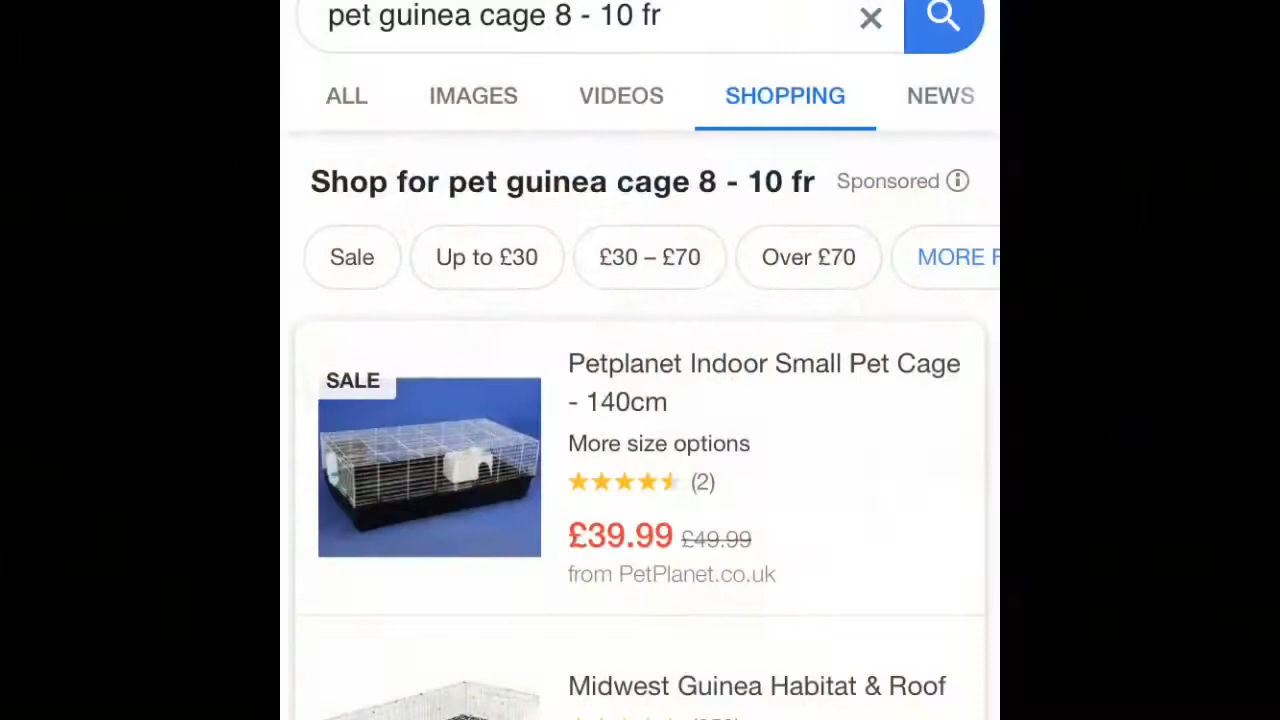 pet guinea cage 8 - 10 fr
ALL IMAGES VIDEOS SHOPPING NEWS
Shop for pet guinea cage 8 - 10 fr Sponsored
Sale Up to £30 £30 – £70 Over £70 MORE F
SALE
Petplanet Indoor Small Pet Cage
- 140cm
More size options
(2)
£39.99 £49.99
from PetPlanet.co.uk
Midwest Guinea Habitat & Roof